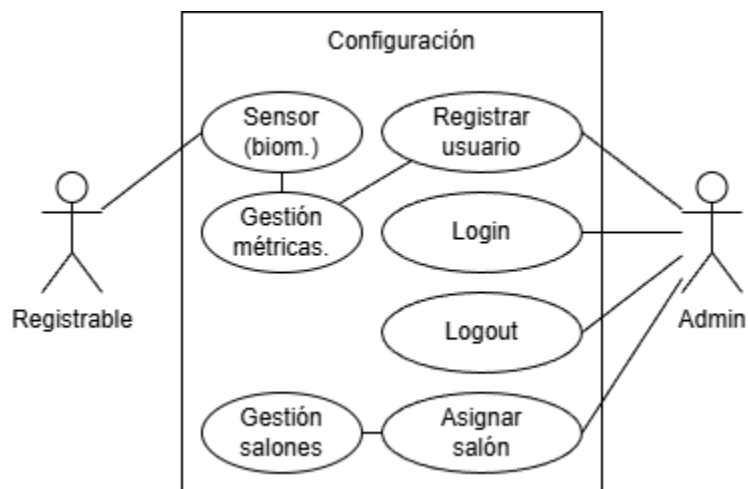 Configuración
Sensor
(biom.)
Registrar
usuario
Gestión
métricas.
Login
Registrable
Admin
Logout
Gestión
salones
Asignar
salón